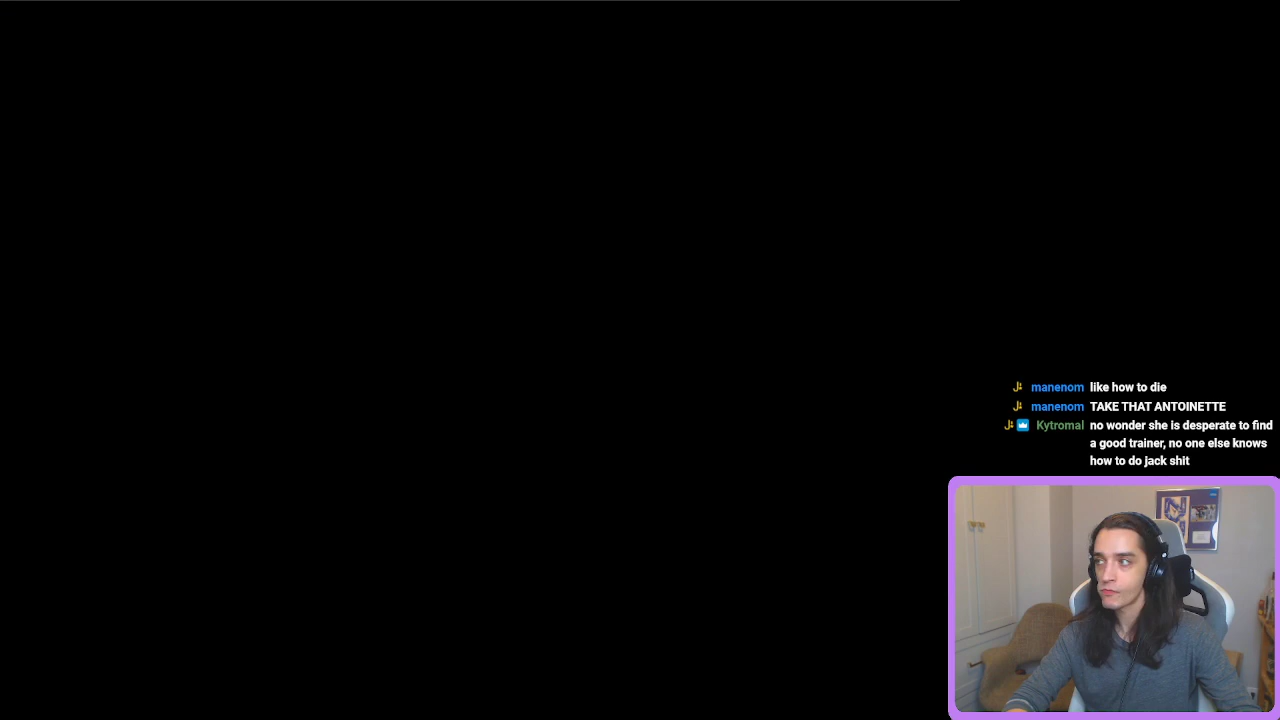 manenom like how to die
manenom TAKE THAT ANTOINETTE
Kytromal no wonder she is desperate to find
a good trainer, no one else knows
how to do jack shit